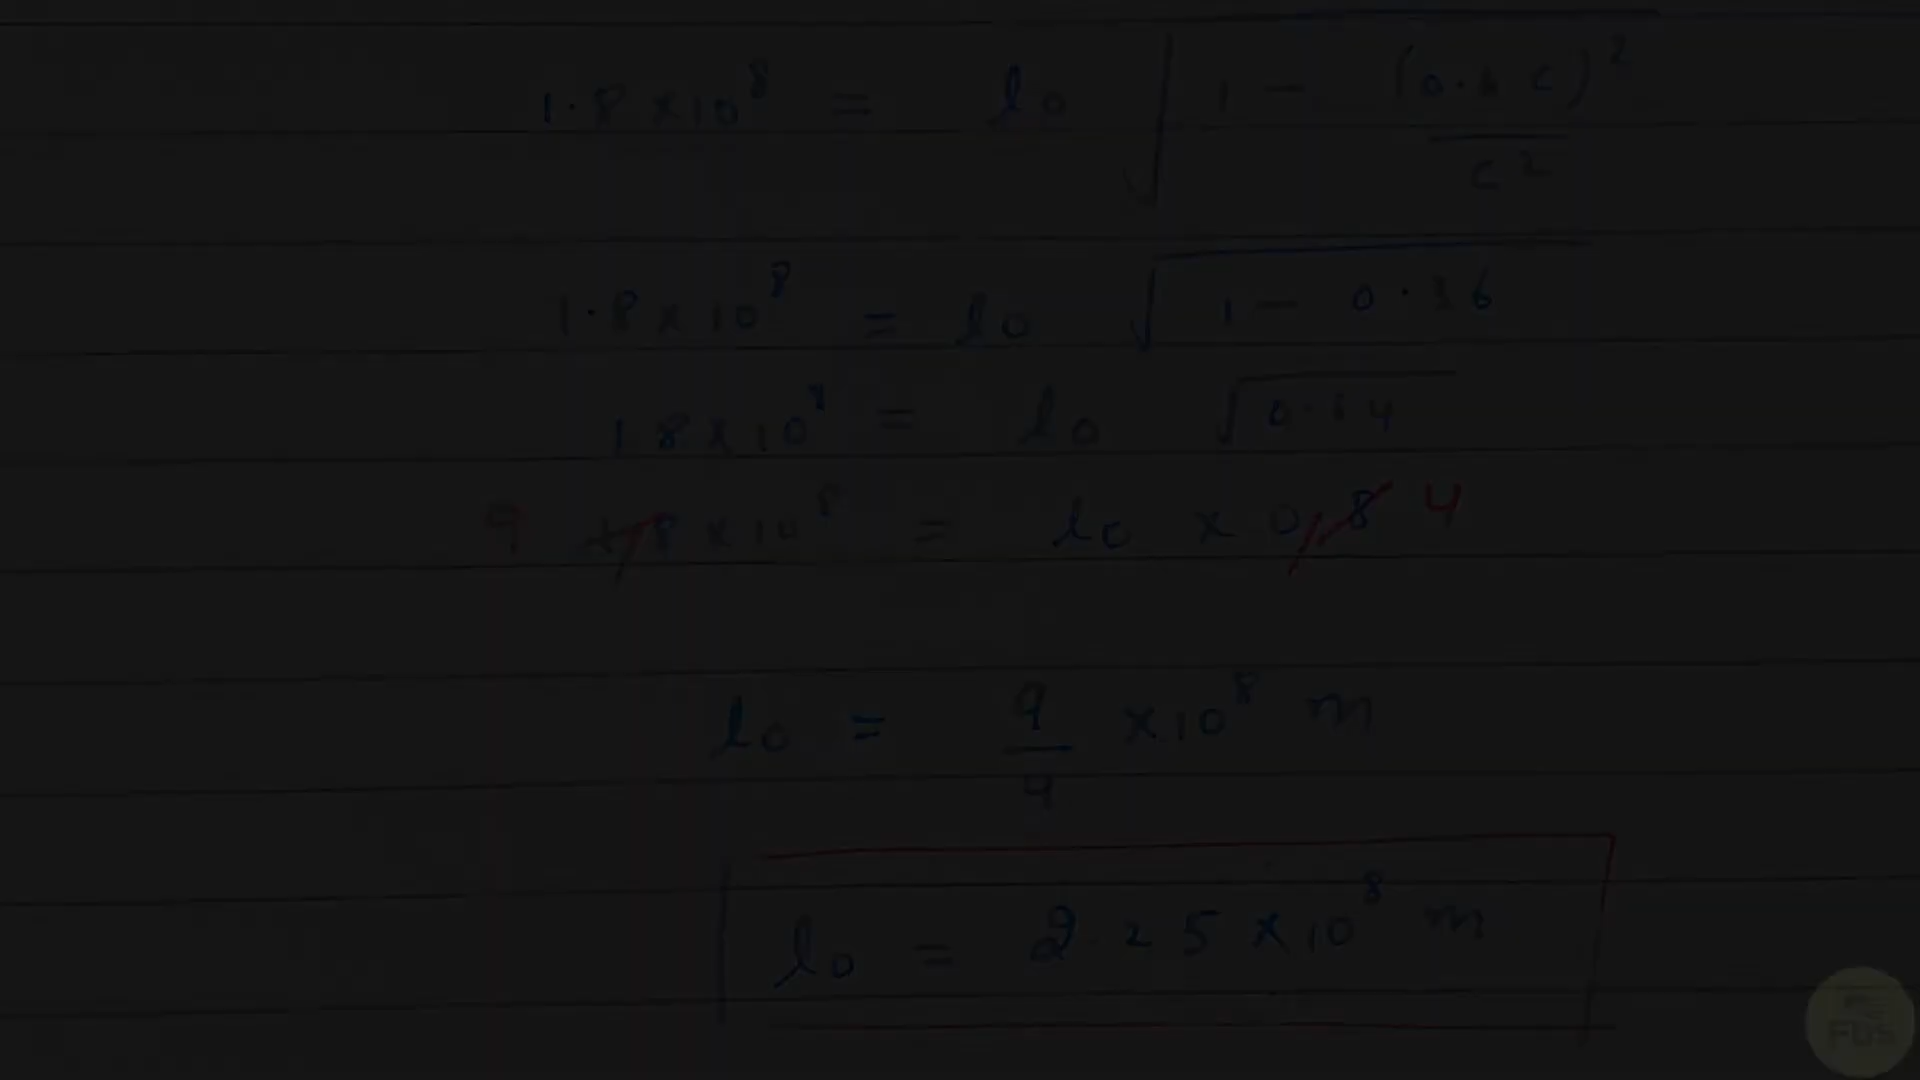 1.8 × 10⁸ = l₀ √(1 − (0.6c)²/c²)
1.8 × 10⁸ = l₀ √(1 − 0.36)
1.8 × 10⁸ = l₀ √0.64
9 1.8 × 10⁸ = l₀ × 0.8 4
l₀ = 9/4 × 10⁸ m
l₀ = 2.25 × 10⁸ m